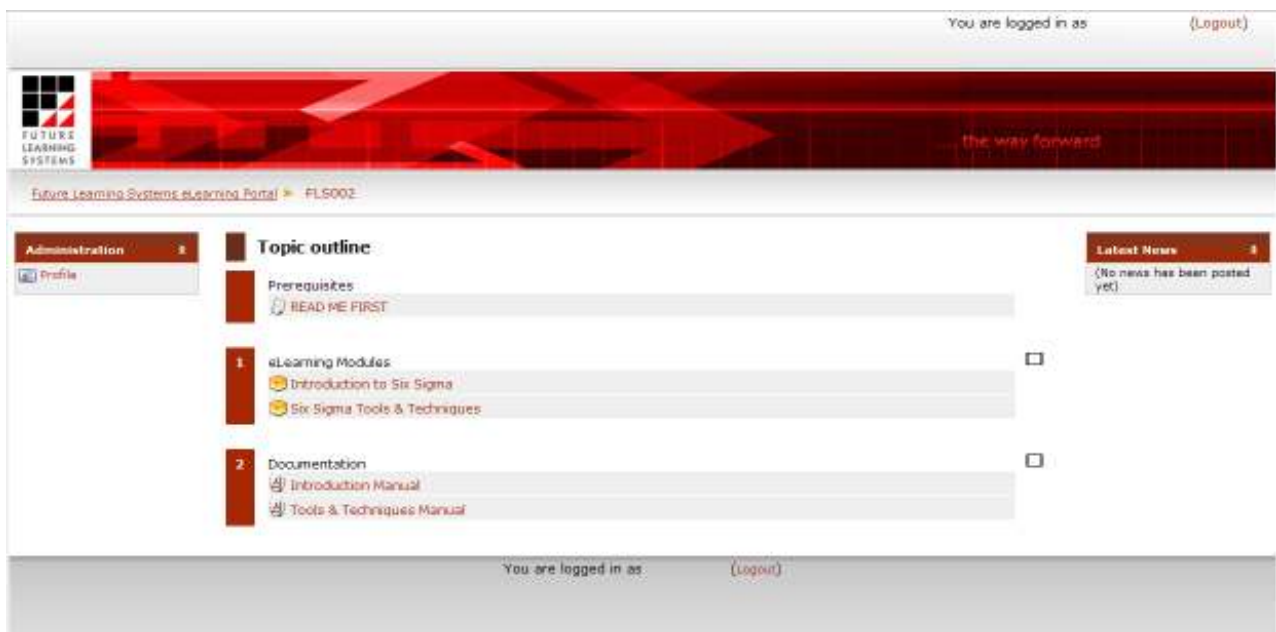 You are logged in as (Logout)
FUTURE
LEARNING
SYSTEMS
...the way forward
Future Learning Systems eLearning Portal ► FLS002
Administration
Profile
Topic outline
Prerequisites
READ ME FIRST
1 eLearning Modules
Introduction to Six Sigma
Six Sigma Tools & Techniques
2 Documentation
Introduction Manual
Tools & Techniques Manual
Latest News
(No news has been posted
yet)
You are logged in as (Logout)